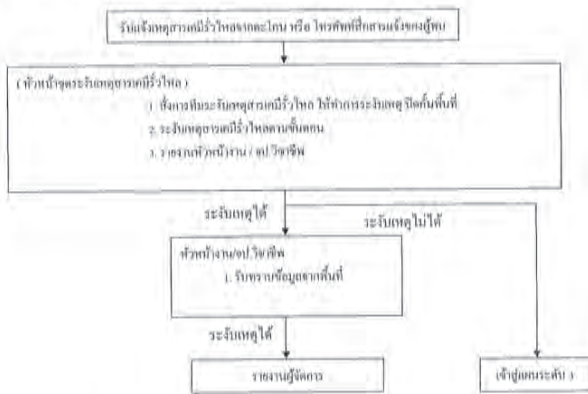 รับแจ้งเหตุสารเคมีรั่วไหลจากตะโกน หรือ โทรศัพท์สื่อสารแจ้งของผู้พบ
( หัวหน้าชุดระงับเหตุสารเคมีรั่วไหล )
1. สั่งการทีมระงับเหตุสารเคมีรั่วไหล ให้ทำการระงับเหตุ ปิดกั้นพื้นที่
2. ระงับเหตุสารเคมีรั่วไหลตามขั้นตอน
3. รายงานหัวหน้างาน / จป.วิชาชีพ
ระงับเหตุได้
ระงับเหตุไม่ได้
หัวหน้างาน/จป.วิชาชีพ
1. รับทราบข้อมูลจากพื้นที่
ระงับเหตุได้
รายงานผู้จัดการ
เข้าสู่แผนระดับ 1